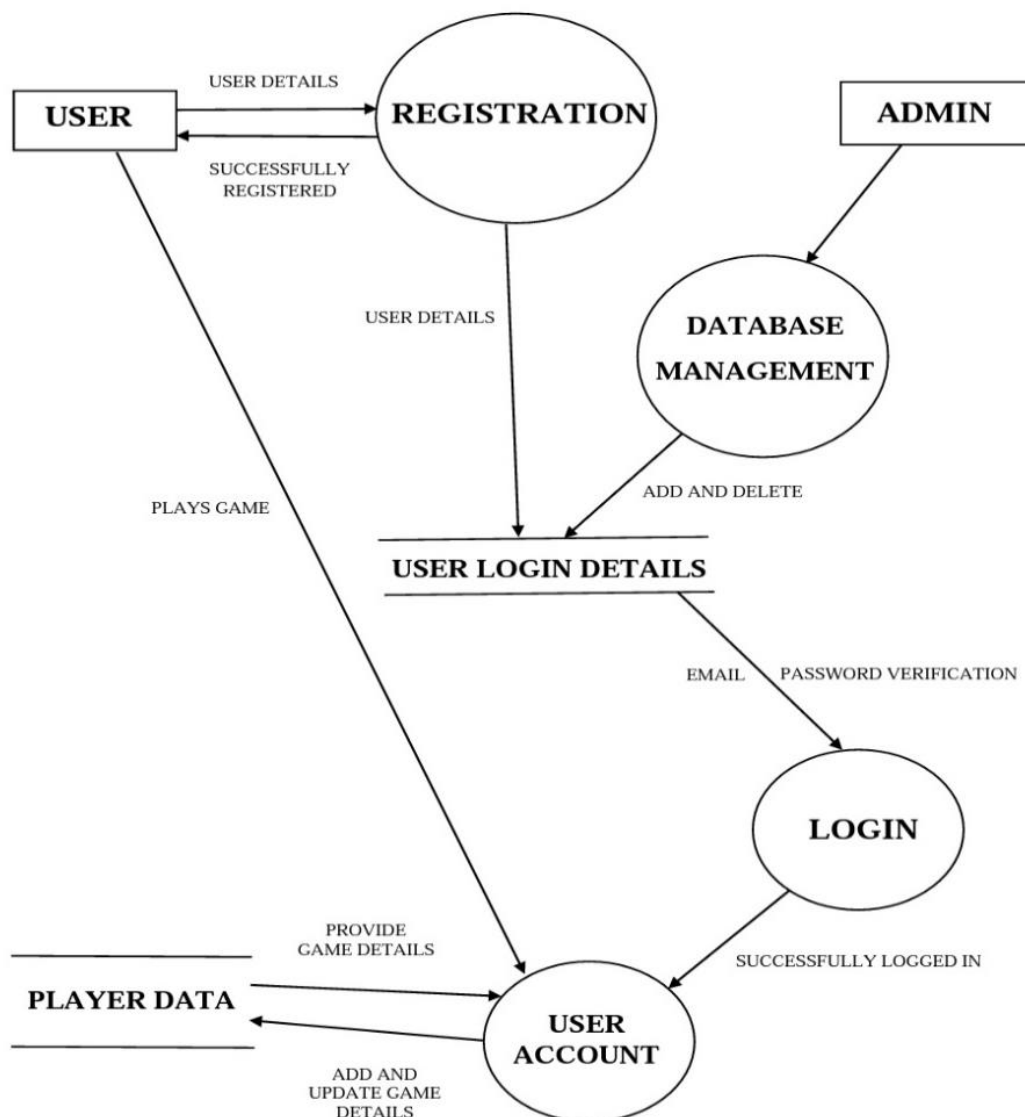 USER DETAILS
USER
REGISTRATION
ADMIN
SUCCESSFULLY
REGISTERED
USER DETAILS
DATABASE
MANAGEMENT
PLAYS GAME
ADD AND DELETE
USER LOGIN DETAILS
EMAIL
PASSWORD VERIFICATION
LOGIN
PROVIDE
GAME DETAILS
SUCCESSFULLY LOGGED IN
PLAYER DATA
USER
ACCOUNT
ADD AND
UPDATE GAME
DETAILS